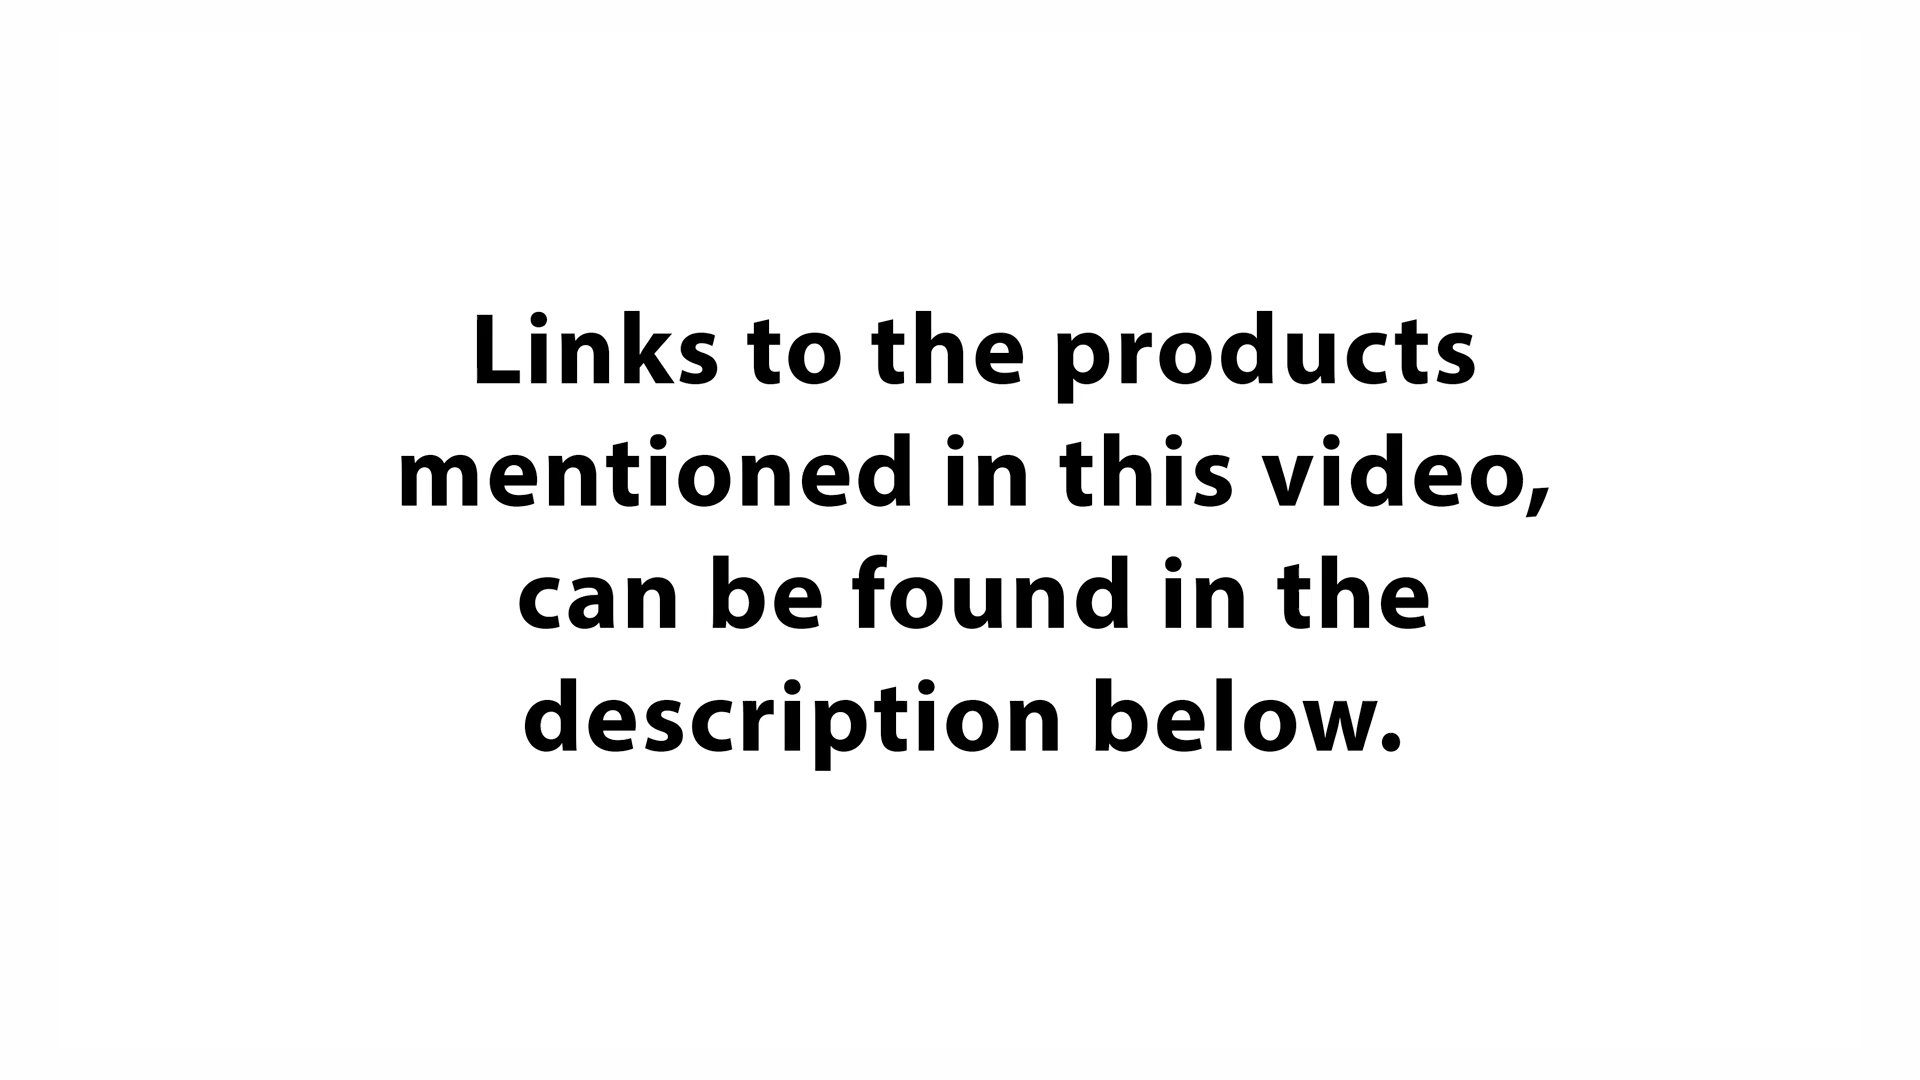 Links to the products
mentioned in this video,
can be found in the
description below.